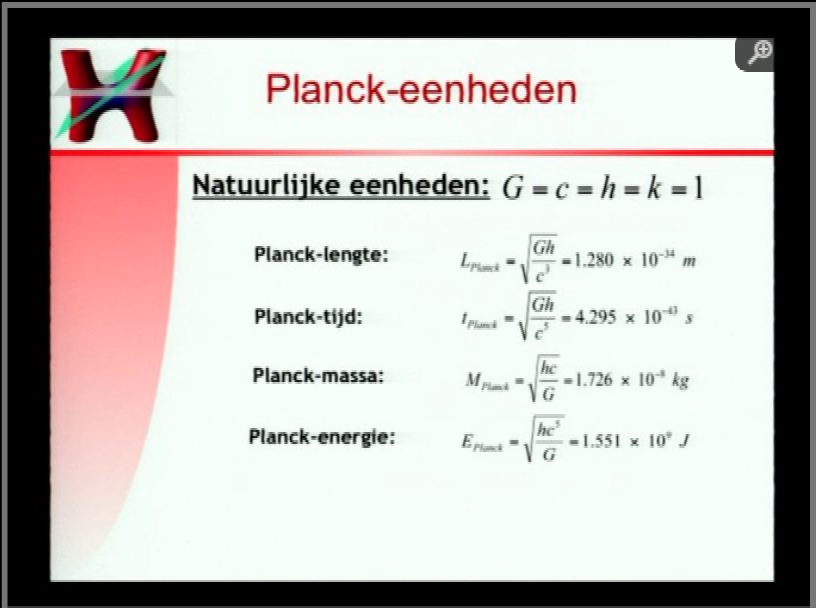 Planck-eenheden
Natuurlijke eenheden: G = c = h = k = 1
Planck-lengte: L_Planck = √(Gh/c³) = 1.280 × 10⁻³⁴ m
Planck-tijd: t_Planck = √(Gh/c⁵) = 4.295 × 10⁻⁴³ s
Planck-massa: M_Planck = √(hc/G) = 1.726 × 10⁻⁸ kg
Planck-energie: E_Planck = √(hc⁵/G) = 1.551 × 10⁹ J